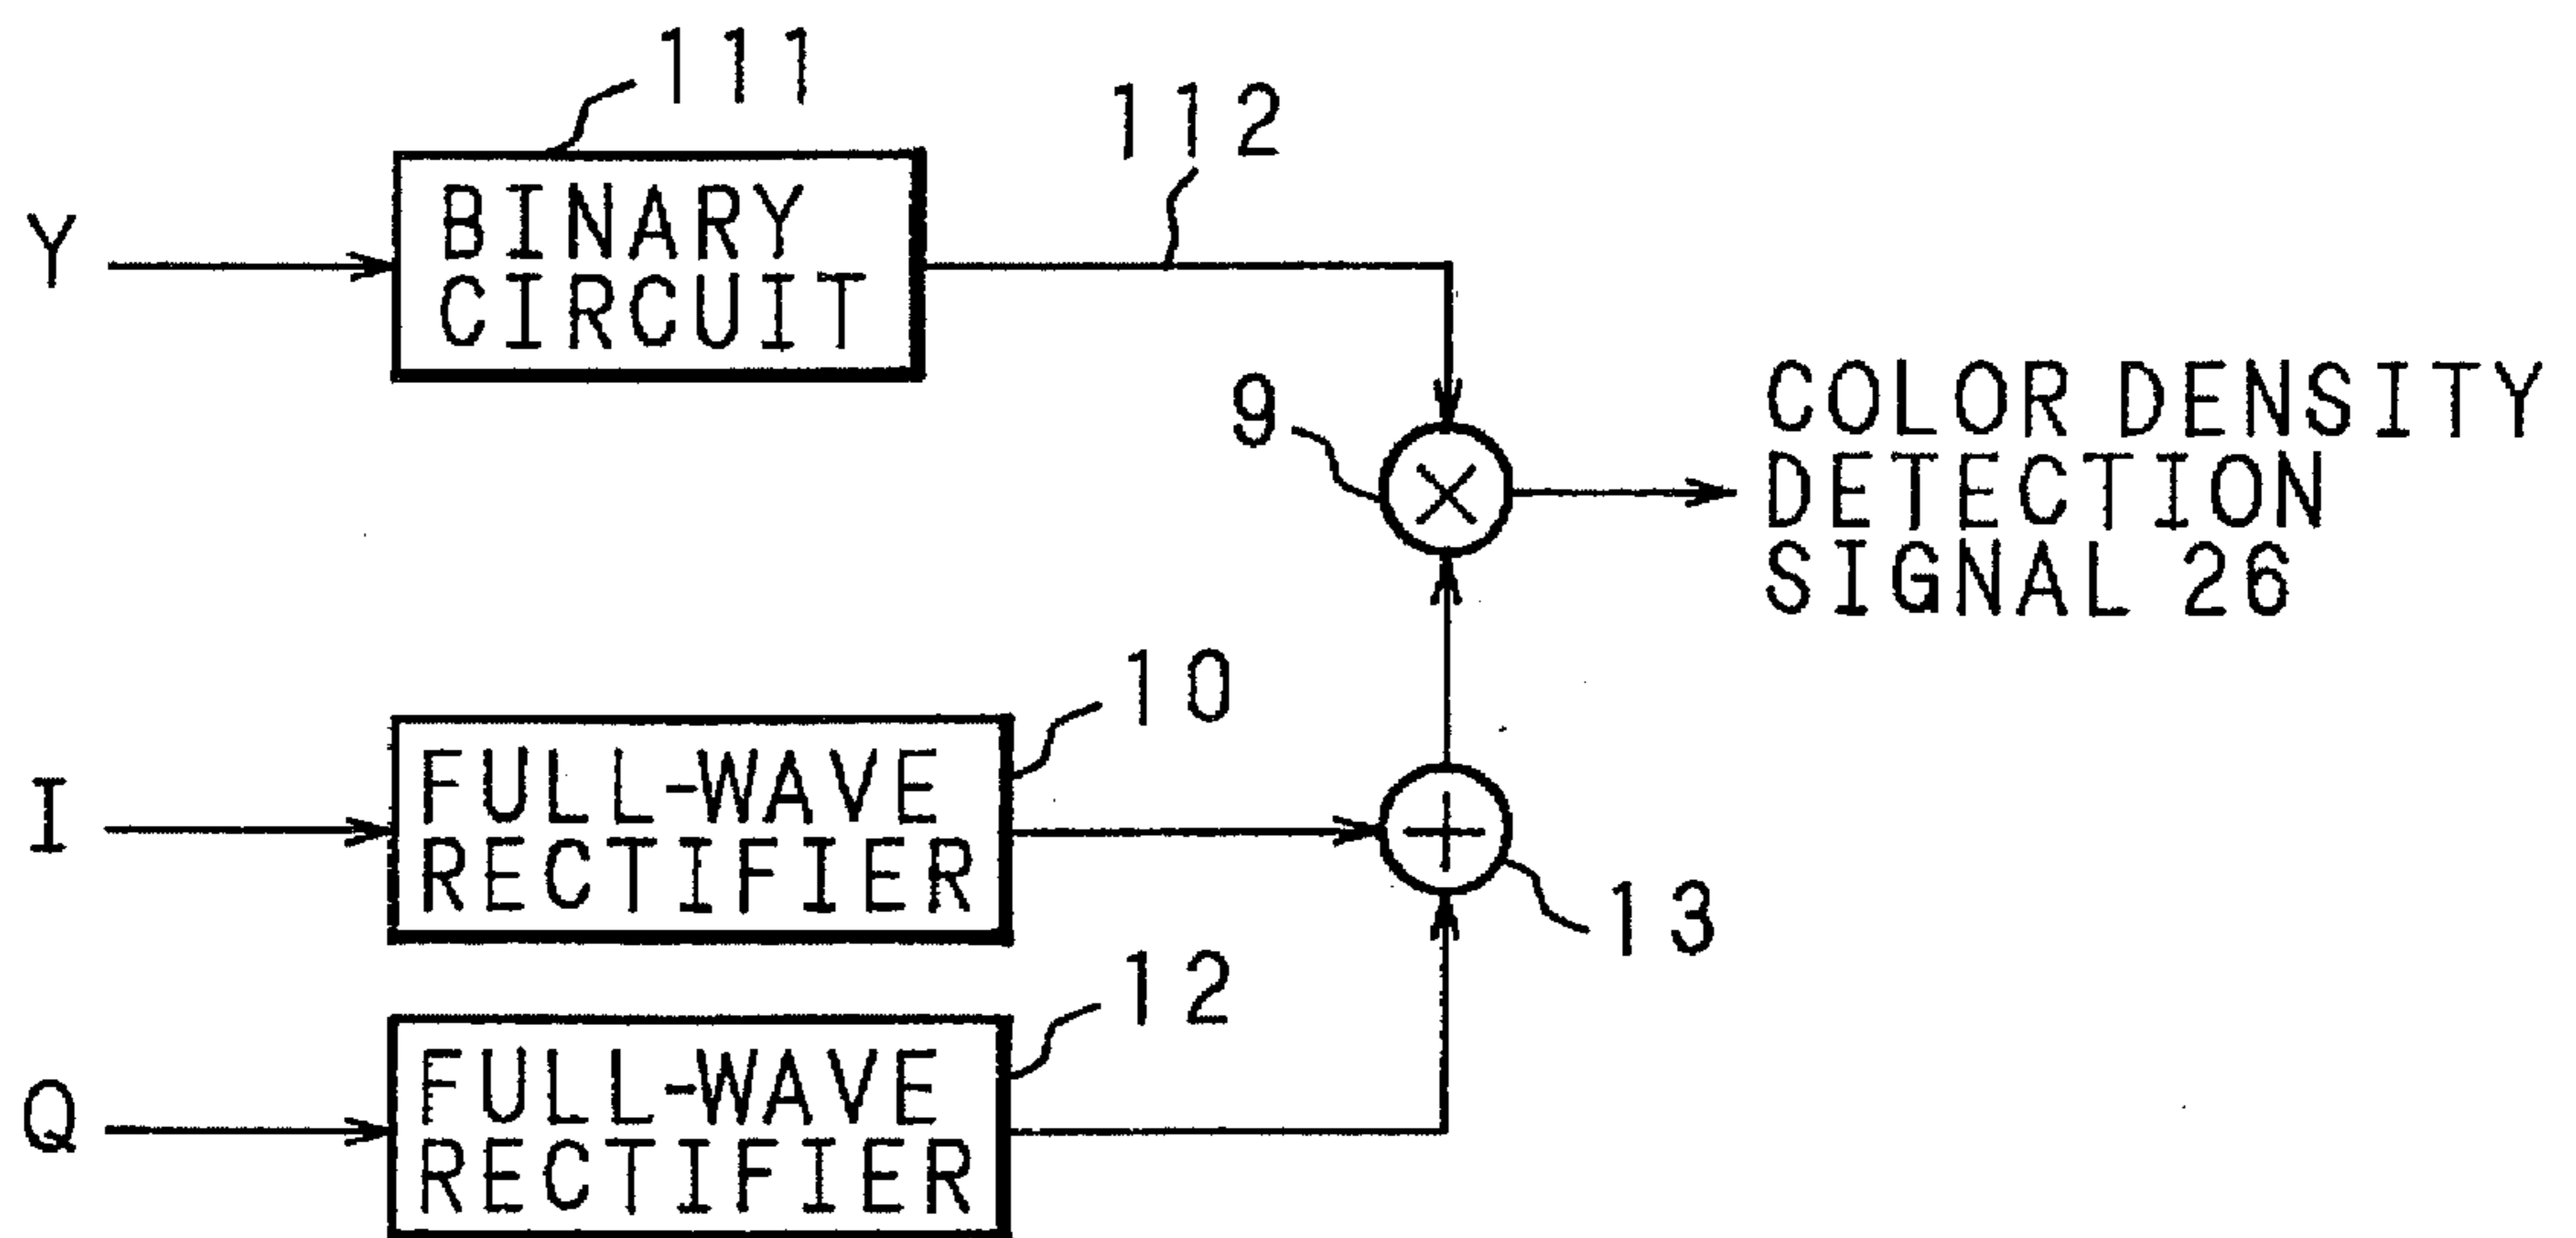 111
112
Y
BINARY
CIRCUIT
9
COLOR DENSITY
DETECTION
SIGNAL 26
10
I
FULL-WAVE
RECTIFIER
13
12
Q
FULL-WAVE
RECTIFIER